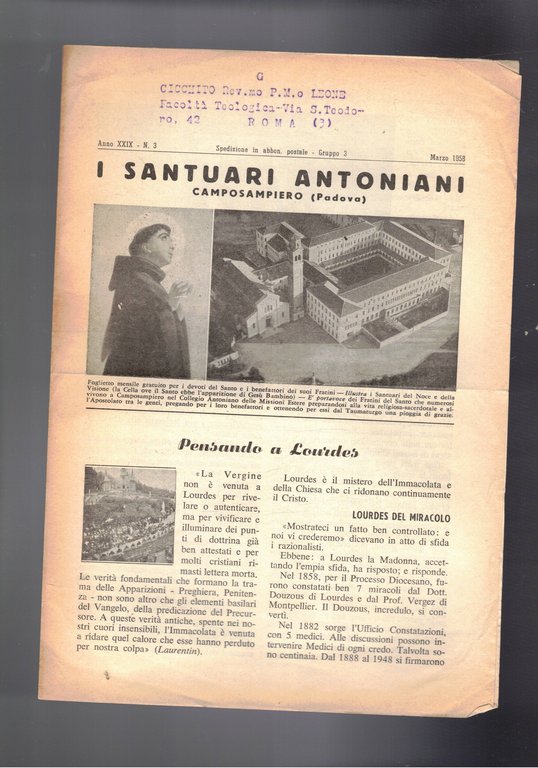 G
CICCHITO Rev.mo P.M.o LEONE
Facoltà Teologica-Via S.Teodo-
ro, 42 ROMA (3)
Anno XXIX - N. 3
Spedizione in abbon. postale - Gruppo 3
Marzo 1958
I SANTUARI ANTONIANI
CAMPOSAMPIERO (Padova)
Foglietto mensile gratuito per i devoti del Santo e i benefattori dei suoi Fratini — Illustra i Santuari del Noce e della
Visione (la Cella ove il Santo ebbe l'apparizione di Gesù Bambino) — E' portavoce dei Fratini del Santo che numerosi
vivono a Camposampiero nel Collegio Antoniano delle Missioni Estere preparandosi alla vita religiosa-sacerdotale e al-
l'Apostolato tra le genti, pregando per i loro benefattori e ottenendo per essi dal Taumaturgo una pioggia di grazie.
Pensando a Lourdes
«La Vergine
non è venuta a
Lourdes per rive-
lare o autenticare,
ma per vivificare e
illuminare dei pun-
ti di dottrina già
ben attestati e per
molti cristiani ri-
masti lettera morta.
Le verità fondamentali che formano la tra-
ma delle Apparizioni - Preghiera, Peniten-
za - non sono altro che gli elementi basilari
del Vangelo, della predicazione del Precur-
sore. A queste verità antiche, spente nei no-
stri cuori insensibili, l'Immacolata è venuta
a ridare quel calore che esse hanno perduto
per nostra colpa» (Laurentin).
Lourdes è il mistero dell'Immacolata e
della Chiesa che ci ridonano continuamente
il Cristo.
LOURDES DEL MIRACOLO
«Mostrateci un fatto ben controllato; e
noi vi crederemo» dicevano in atto di sfida
i razionalisti.
Ebbene: a Lourdes la Madonna, accet-
tando l'empia sfida, ha risposto; e risponde.
Nel 1858, per il Processo Diocesano, fu-
rono constatati ben 7 miracoli dal Dott.
Douzous di Lourdes e dal Prof. Vergez di
Montpellier. Il Douzous, incredulo, si con-
vertì.
Nel 1882 sorge l'Ufficio Constatazioni,
con 5 medici. Alle discussioni possono in-
tervenire Medici di ogni credo. Talvolta so-
no centinaia. Dal 1888 al 1948 si firmarono